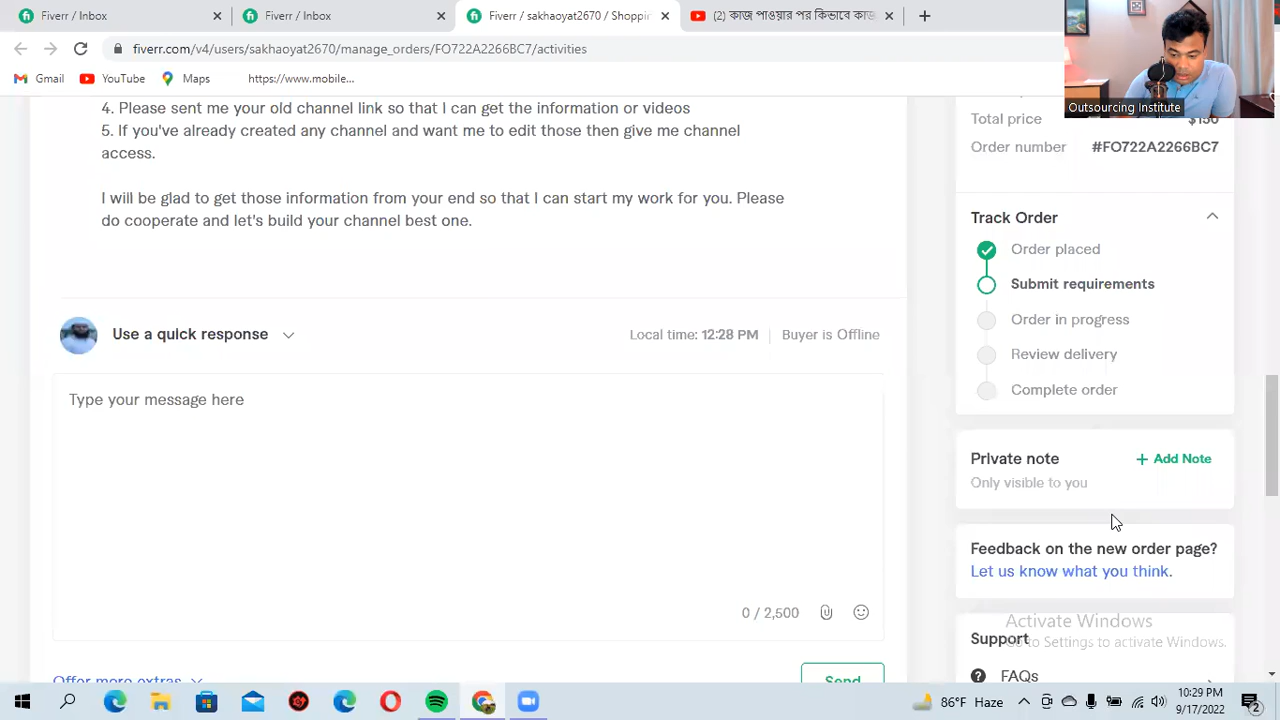 Fiverr / Inbox
Fiverr / Inbox
Fiverr / sakhaoyat2670 / Shoppin
(2) কাজ পাওয়ার পর কিভাবে কাজ
fiverr.com/v4/users/sakhaoyat2670/manage_orders/FO722A2266BC7/activities
Gmail
YouTube
Maps
https://www.mobile...
Outsourcing Institute
4. Please sent me your old channel link so that I can get the information or videos
5. If you've already created any channel and want me to edit those then give me channel
access.
I will be glad to get those information from your end so that I can start my work for you. Please
do cooperate and let's build your channel best one.
Use a quick response
Local time: 12:28 PM
Buyer is Offline
Type your message here
0 / 2,500
Offer more extras
Send
Total price $150
Order number #FO722A2266BC7
Track Order
Order placed
Submit requirements
Order in progress
Review delivery
Complete order
Private note
+ Add Note
Only visible to you
Feedback on the new order page?
Let us know what you think.
Activate Windows
Go to Settings to activate Windows.
Support
FAQs
86°F Haze
10:29 PM
9/17/2022
2